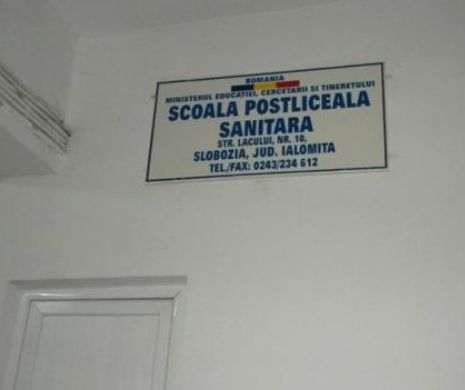 ROMANIA
MINISTERUL EDUCATIEI, CERCETARII SI TINERETULUI
SCOALA POSTLICEALA
SANITARA
STR. LACULUI, NR. 10,
SLOBOZIA, JUD. IALOMITA
TEL./FAX: 0243/234 612